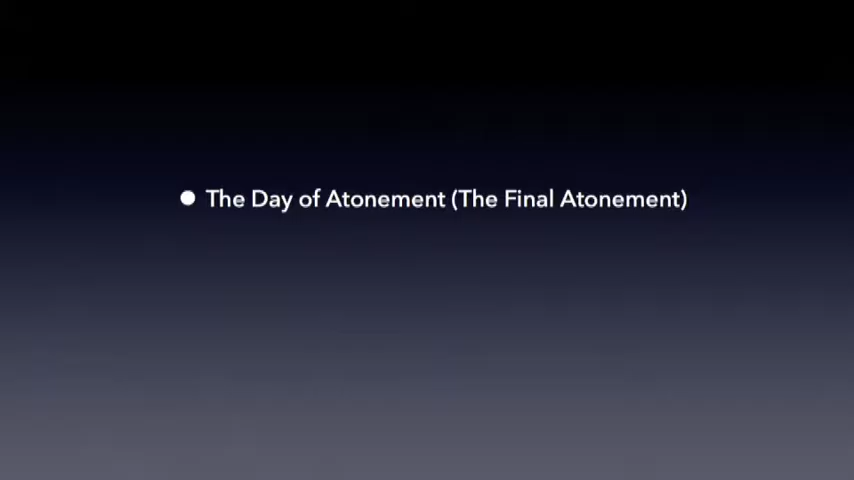 ● The Day of Atonement (The Final Atonement)